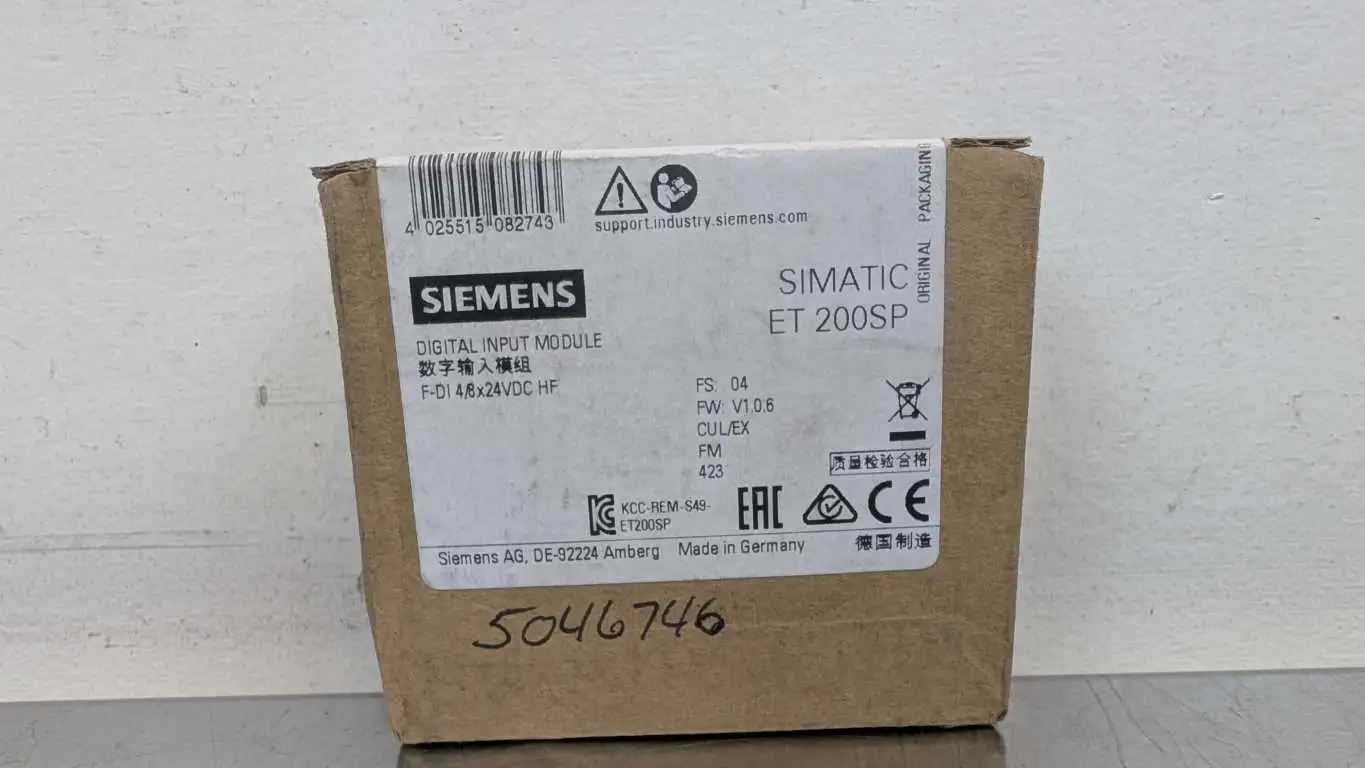 4 025515 082743
support.industry.siemens.com
ORIGINAL PACKAGING
SIEMENS
SIMATIC
ET 200SP
DIGITAL INPUT MODULE
数字输入模组
F-DI 4/8x24VDC HF
FS: 04
FW: V1.0.6
CUL/EX
FM
423
质量检验合格
KCC-REM-S49-
ET200SP
EAC
CE
Siemens AG, DE-92224 Amberg Made in Germany
德国制造
5046746